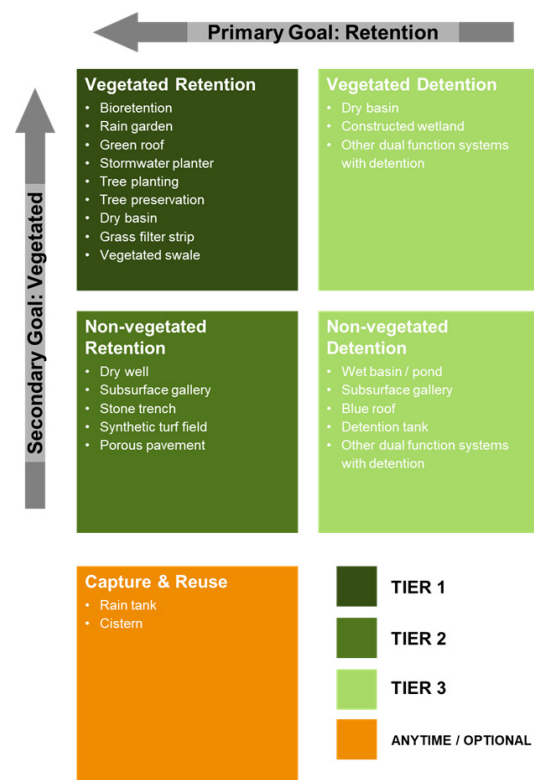 Primary Goal: Retention
Secondary Goal: Vegetated
Vegetated Retention
• Bioretention
• Rain garden
• Green roof
• Stormwater planter
• Tree planting
• Tree preservation
• Dry basin
• Grass filter strip
• Vegetated swale
Vegetated Detention
• Dry basin
• Constructed wetland
• Other dual function systems
with detention
Non-vegetated
Retention
• Dry well
• Subsurface gallery
• Stone trench
• Synthetic turf field
• Porous pavement
Non-vegetated
Detention
• Wet basin / pond
• Subsurface gallery
• Blue roof
• Detention tank
• Other dual function systems
with detention
Capture & Reuse
• Rain tank
• Cistern
TIER 1
TIER 2
TIER 3
ANYTIME / OPTIONAL